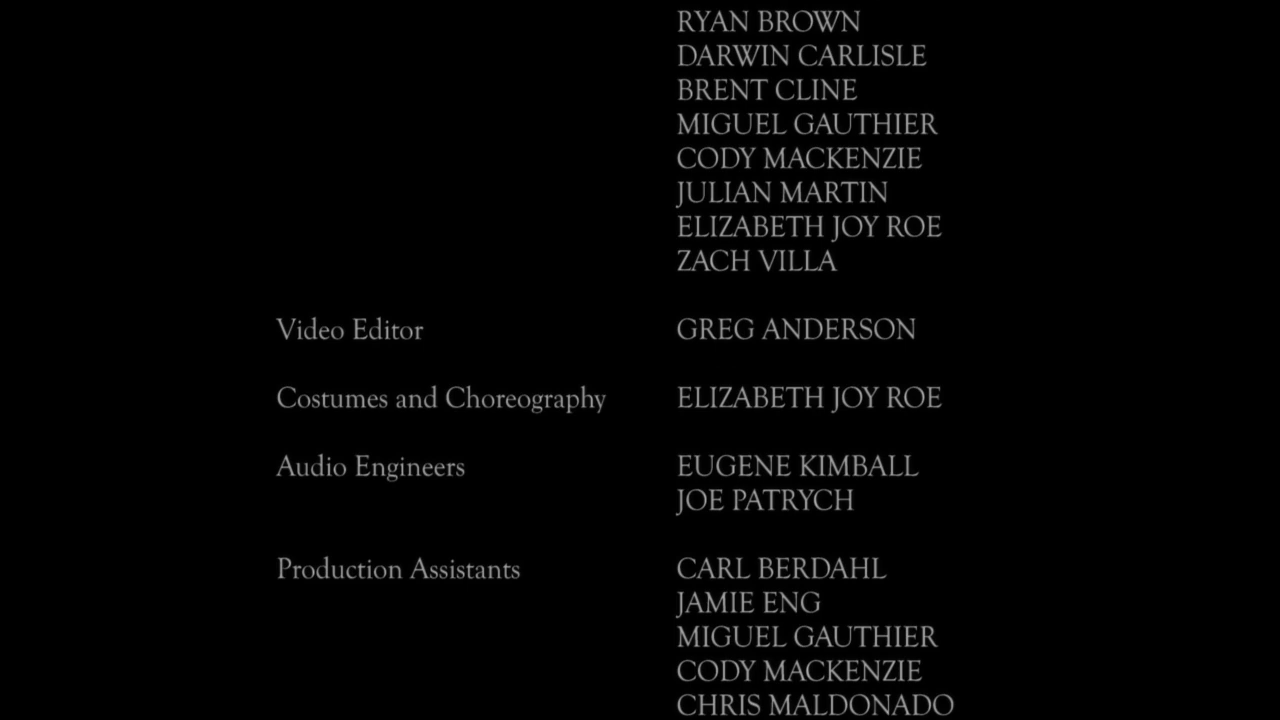 RYAN BROWN
DARWIN CARLISLE
BRENT CLINE
MIGUEL GAUTHIER
CODY MACKENZIE
JULIAN MARTIN
ELIZABETH JOY ROE
ZACH VILLA
Video Editor GREG ANDERSON
Costumes and Choreography ELIZABETH JOY ROE
Audio Engineers EUGENE KIMBALL
JOE PATRYCH
Production Assistants CARL BERDAHL
JAMIE ENG
MIGUEL GAUTHIER
CODY MACKENZIE
CHRIS MALDONADO